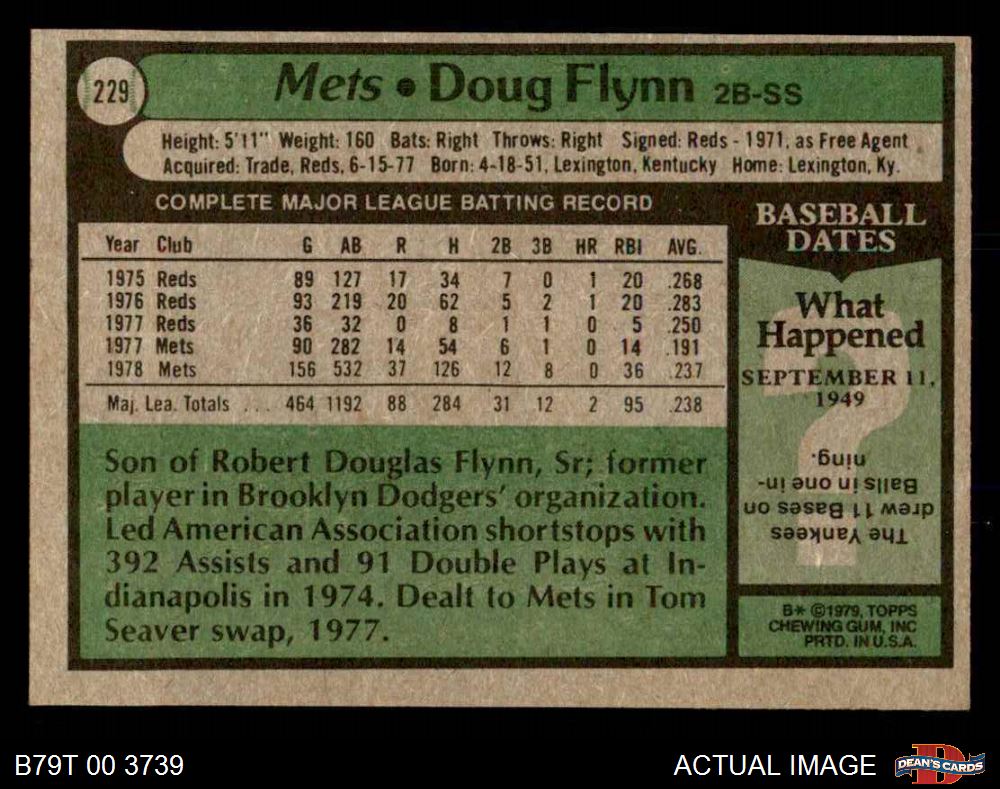 229
Mets • Doug Flynn 2B-SS
Height: 5'11" Weight: 160 Bats: Right Throws: Right Signed: Reds - 1971, as Free Agent
Acquired: Trade, Reds, 6-15-77 Born: 4-18-51, Lexington, Kentucky Home: Lexington, Ky.
COMPLETE MAJOR LEAGUE BATTING RECORD
Year Club G AB R H 2B 3B HR RBI AVG.
1975 Reds 89 127 17 34 7 0 1 20 .268
1976 Reds 93 219 20 62 5 2 1 20 .283
1977 Reds 36 32 0 8 1 1 0 5 .250
1977 Mets 90 282 14 54 6 1 0 14 .191
1978 Mets 156 532 37 126 12 8 0 36 .237
Maj. Lea. Totals ... 464 1192 88 284 31 12 2 95 .238
Son of Robert Douglas Flynn, Sr; former
player in Brooklyn Dodgers' organization.
Led American Association shortstops with
392 Assists and 91 Double Plays at In-
dianapolis in 1974. Dealt to Mets in Tom
Seaver swap, 1977.
BASEBALL
DATES
What
Happened
SEPTEMBER 11,
1949
The Yankees
drew 11 Bases on
Balls in one in-
ning.
B* ©1979, TOPPS
CHEWING GUM, INC
PRTD. IN U.S.A.
B79T 00 3739
ACTUAL IMAGE
DEAN'S CARDS